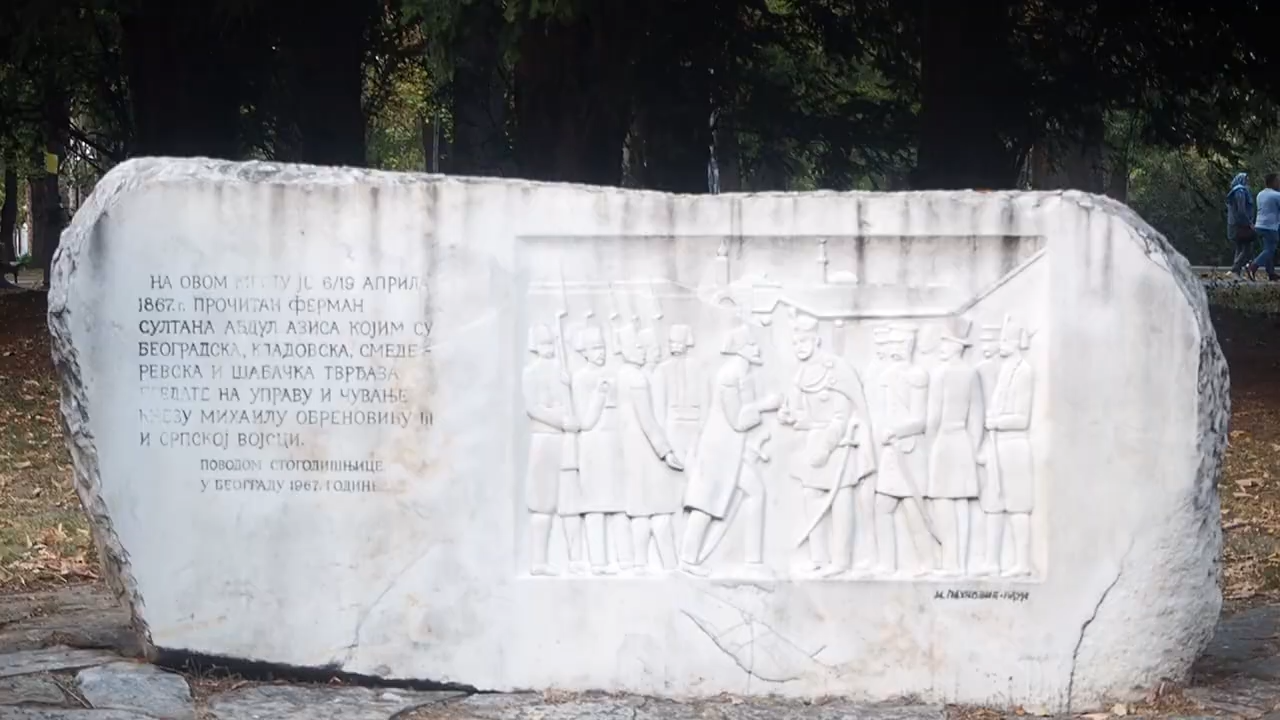 НА ОВОМ МЕСТУ ЈЕ 6/19 АПРИЛА
1867.г. ПРОЧИТАН ФЕРМАН
СУЛТАНА АБДУЛ АЗИСА КОЈИМ СУ
БЕОГРАДСКА, КЛАДОВСКА, СМЕДЕ-
РЕВСКА И ШАБАЧКА ТВРЂАВА
ПРЕДАТЕ НА УПРАВУ И ЧУВАЊЕ
КНЕЗУ МИХАИЛУ ОБРЕНОВИЋУ III
И СРПСКОЈ ВОЈСЦИ.
ПОВОДОМ СТОГОДИШЊИЦЕ
У БЕОГРАДУ 1967. ГОДИНЕ